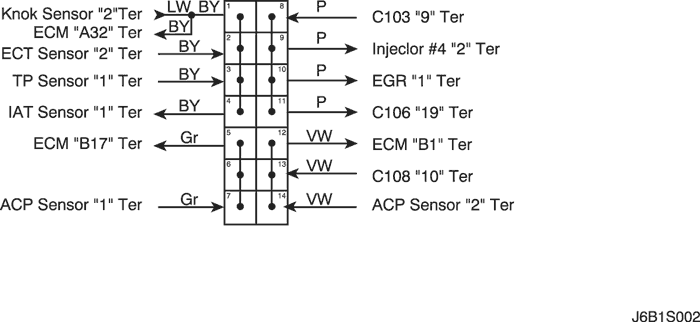 Knok Sensor "2"Ter LW BY 1 8 P C103 "9" Ter
ECM "A32" Ter BY
ECT Sensor "2" Ter BY 2 9 P Injeclor #4 "2" Ter
TP Sensor "1" Ter BY 3 10 P EGR "1" Ter
IAT Sensor "1" Ter BY 4 11 P C106 "19" Ter
ECM "B17" Ter Gr 5 12 VW ECM "B1" Ter
6 13 VW C108 "10" Ter
ACP Sensor "1" Ter Gr 7 14 VW ACP Sensor "2" Ter
J6B1S002